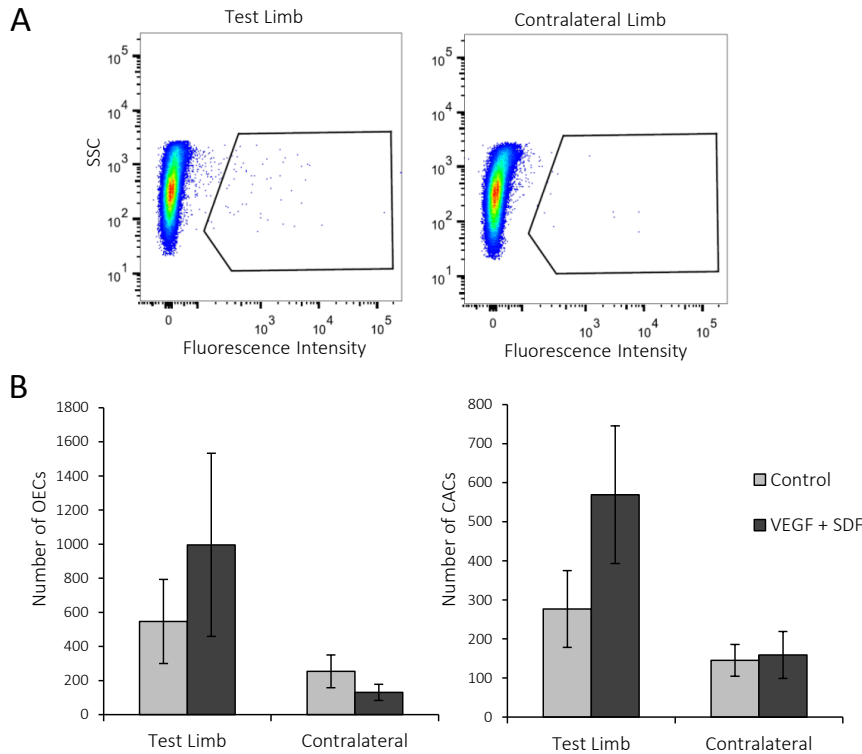 A
Test Limb
Contralateral Limb
SSC
10^5
10^4
10^3
10^2
10^1
0
10^3
10^4
10^5
Fluorescence Intensity
10^5
10^4
10^3
10^2
10^1
0
10^3
10^4
10^5
Fluorescence Intensity
B
Number of OECs
1800
1600
1400
1200
1000
800
600
400
200
0
Test Limb
Contralateral
Number of CACs
800
700
600
500
400
300
200
100
0
Test Limb
Contralateral
Control
VEGF + SDF